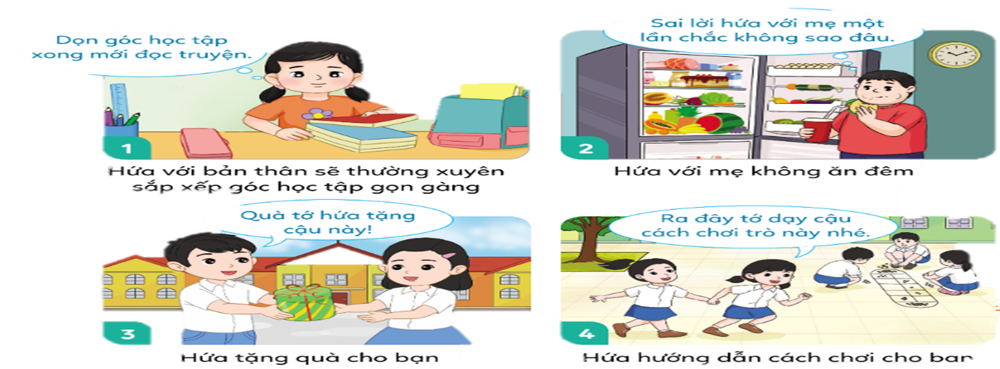 Dọn góc học tập
xong mới đọc truyện.
1
Hứa với bản thân sẽ thường xuyên
sắp xếp góc học tập gọn gàng
Sai lời hứa với mẹ một
lần chắc không sao đâu.
2
Hứa với mẹ không ăn đêm
Quà tớ hứa tặng
cậu này!
3
Hứa tặng quà cho bạn
Ra đây tớ dạy cậu
cách chơi trò này nhé.
4
Hứa hướng dẫn cách chơi cho bạn